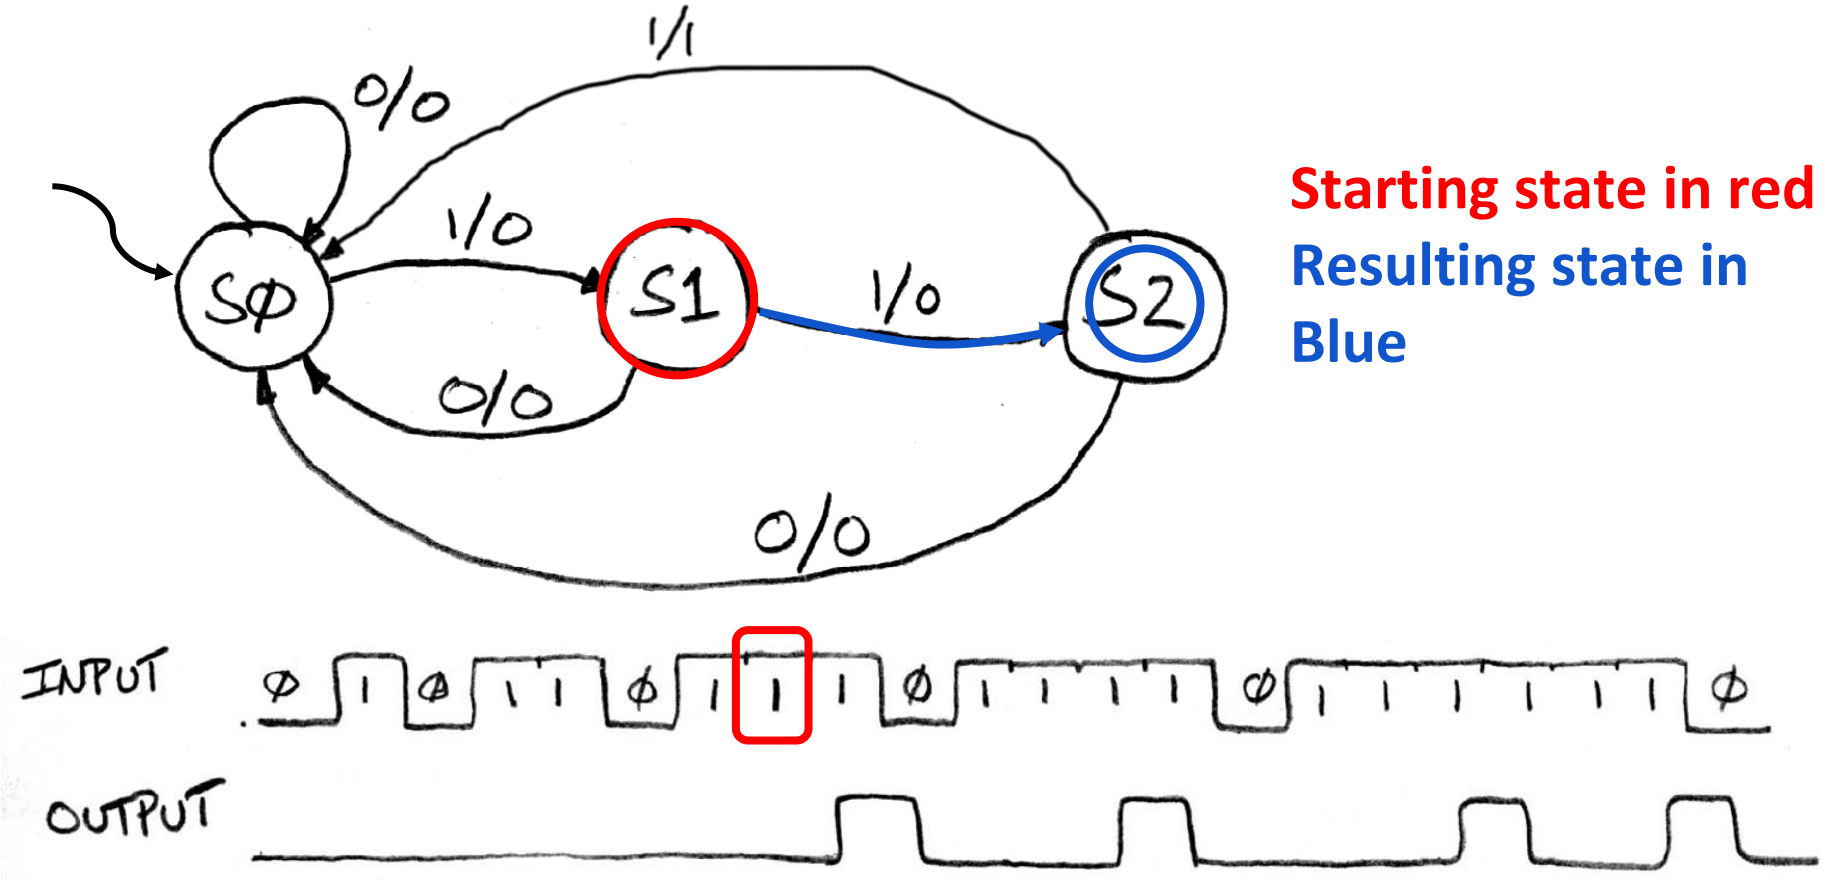 1/1
0/0
1/0
Starting state in red
Resulting state in
Blue
SØ
S1
1/0
S2
0/0
0/0
INPUT Ø 1 Ø 1 1 Ø 1 1 1 Ø 1 1 1 1 Ø 1 1 1 1 1 1 Ø
OUTPUT